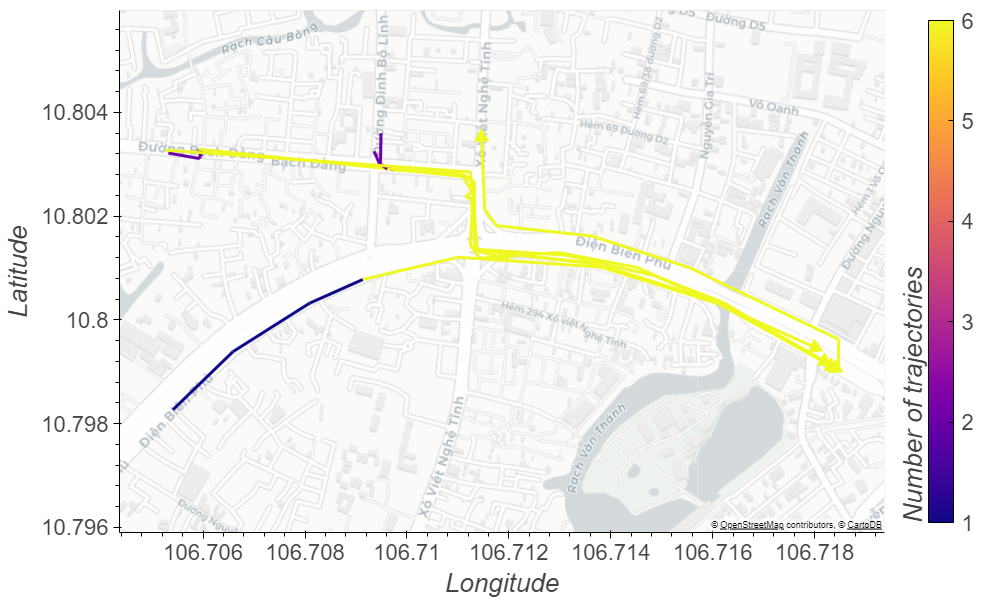 6
5
4
3
2
1
Number of trajectories
10.804
10.802
10.8
10.798
10.796
Latitude
106.706
106.708
106.71
106.712
106.714
106.716
106.718
Longitude
Rạch Cầu Bông
Đường Đinh Bộ Lĩnh
Xô Viết Nghệ Tĩnh
Hẻm 69/38 đường D2
Đường D5
Nguyễn Gia Trí
Võ Oanh
Hẻm 69 Đường D2
Rạch Văn Thánh
Đường Bạch Đằng
Bạch Đằng
Điện Biên Phủ
Hẻm 294 Xô viết Nghệ Tĩnh
Điện Biên Phủ
Xô Viết Nghệ Tĩnh
Rạch Văn Thánh
© OpenStreetMap contributors, © CartoDB